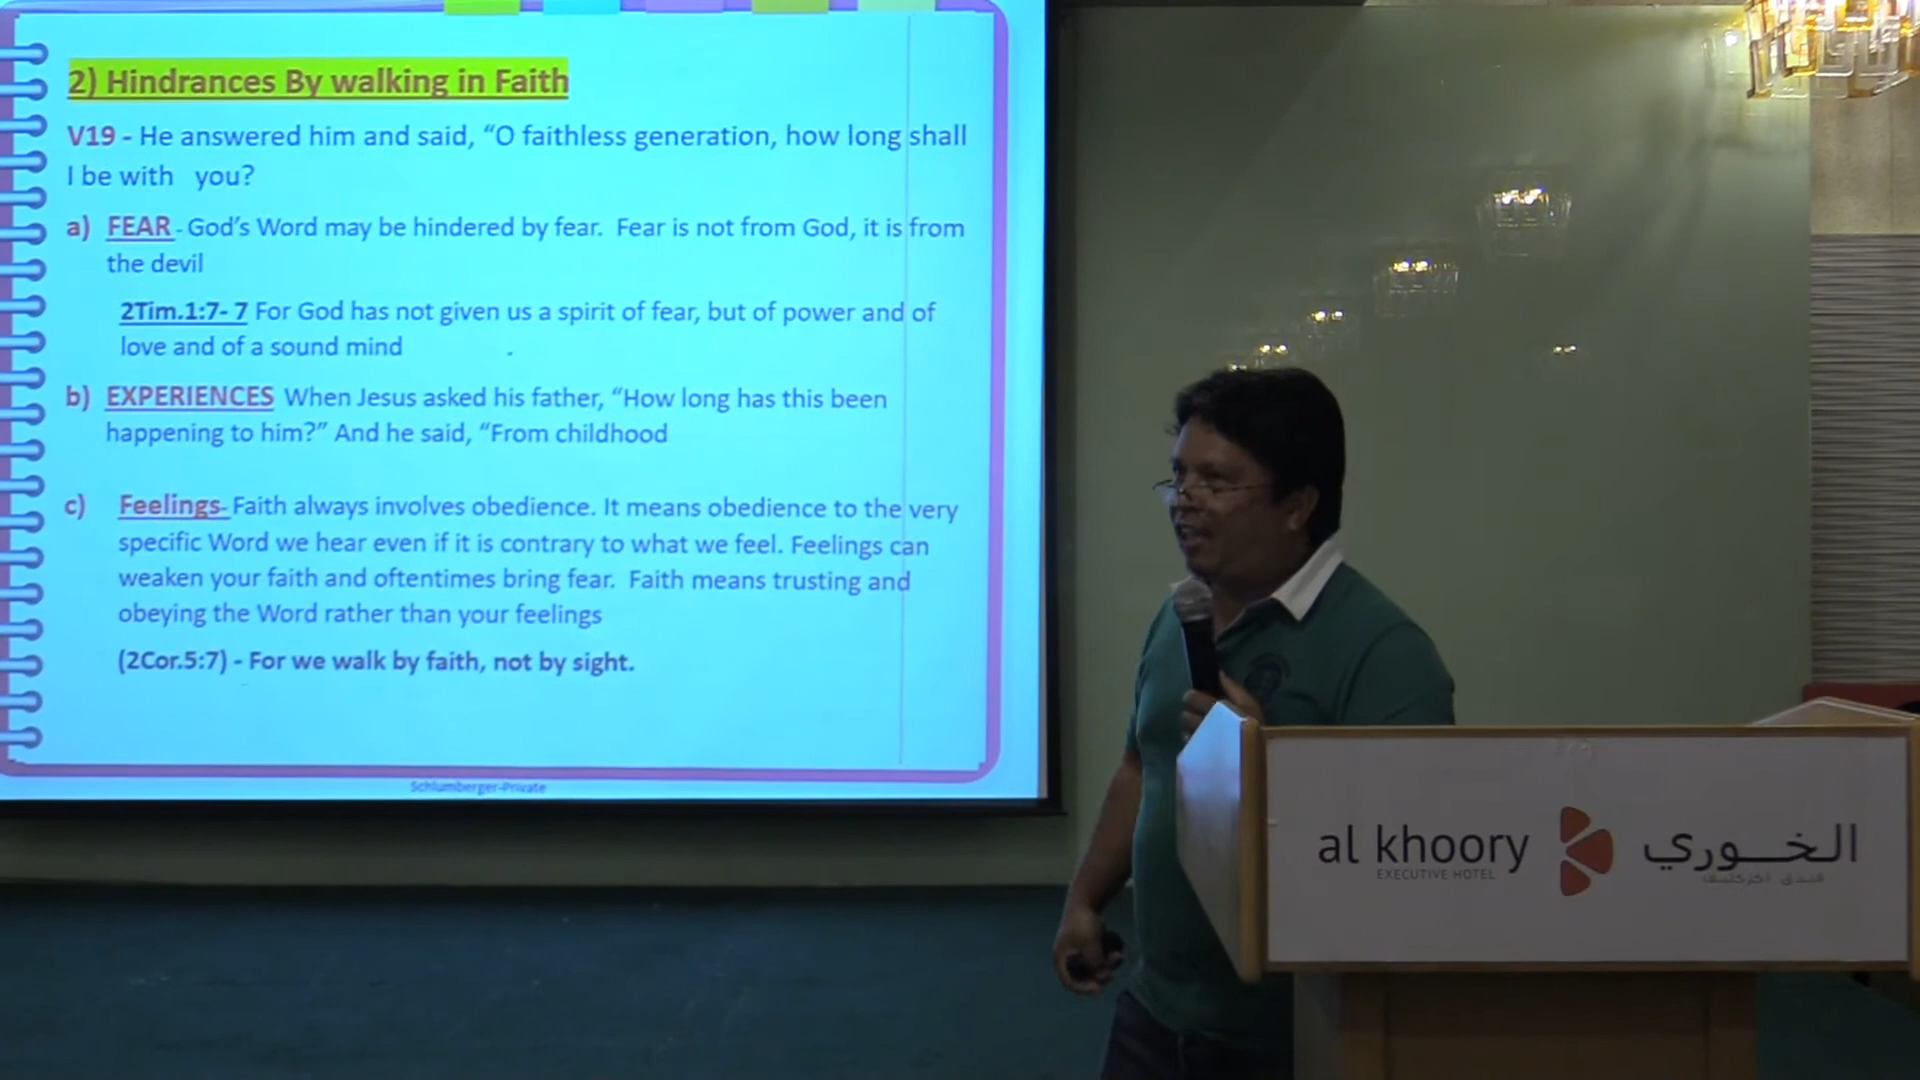 2) Hindrances By walking in Faith
V19 - He answered him and said, “O faithless generation, how long shall
I be with you?
a) FEAR - God’s Word may be hindered by fear. Fear is not from God, it is from
the devil
2Tim.1:7- 7 For God has not given us a spirit of fear, but of power and of
love and of a sound mind
b) EXPERIENCES When Jesus asked his father, “How long has this been
happening to him?” And he said, “From childhood
c) Feelings- Faith always involves obedience. It means obedience to the very
specific Word we hear even if it is contrary to what we feel. Feelings can
weaken your faith and oftentimes bring fear. Faith means trusting and
obeying the Word rather than your feelings
(2Cor.5:7) - For we walk by faith, not by sight.
Schlumberger-Private
al khoory
EXECUTIVE HOTEL
الخوري
فندق